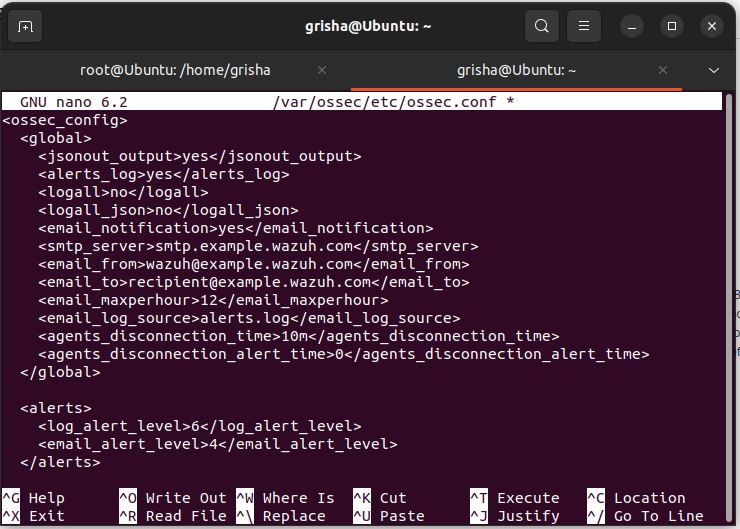 grisha@Ubuntu: ~
root@Ubuntu: /home/grisha
grisha@Ubuntu: ~
GNU nano 6.2 /var/ossec/etc/ossec.conf *
<ossec_config>
  <global>
    <jsonout_output>yes</jsonout_output>
    <alerts_log>yes</alerts_log>
    <logall>no</logall>
    <logall_json>no</logall_json>
    <email_notification>yes</email_notification>
    <smtp_server>smtp.example.wazuh.com</smtp_server>
    <email_from>wazuh@example.wazuh.com</email_from>
    <email_to>recipient@example.wazuh.com</email_to>
    <email_maxperhour>12</email_maxperhour>
    <email_log_source>alerts.log</email_log_source>
    <agents_disconnection_time>10m</agents_disconnection_time>
    <agents_disconnection_alert_time>0</agents_disconnection_alert_time>
  </global>
  <alerts>
    <log_alert_level>6</log_alert_level>
    <email_alert_level>4</email_alert_level>
  </alerts>
^G Help ^O Write Out ^W Where Is ^K Cut ^T Execute ^C Location
^X Exit ^R Read File ^\ Replace ^U Paste ^J Justify ^/ Go To Line